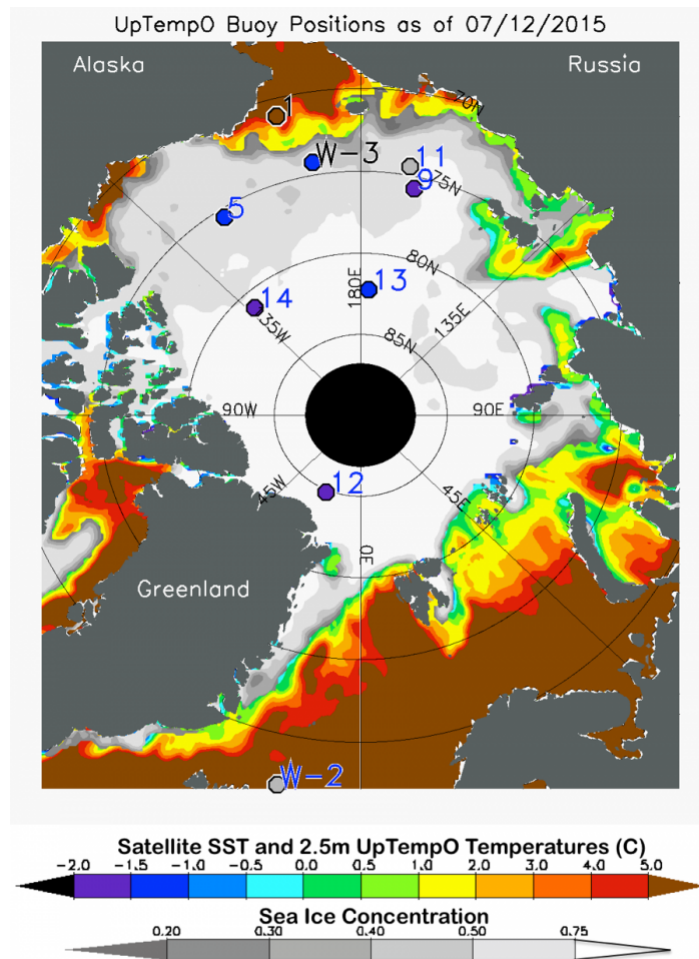 UpTempO Buoy Positions as of 07/12/2015
Alaska
Russia
1
70N
W-3
11
75N
9
5
80N
13
180E
14
135W
135E
85N
90W
90E
12
45W
45E
0E
Greenland
W-2
Satellite SST and 2.5m UpTempO Temperatures (C)
-2.0 -1.5 -1.0 -0.5 0.0 0.5 1.0 2.0 3.0 4.0 5.0
Sea Ice Concentration
0.20 0.30 0.40 0.50 0.75